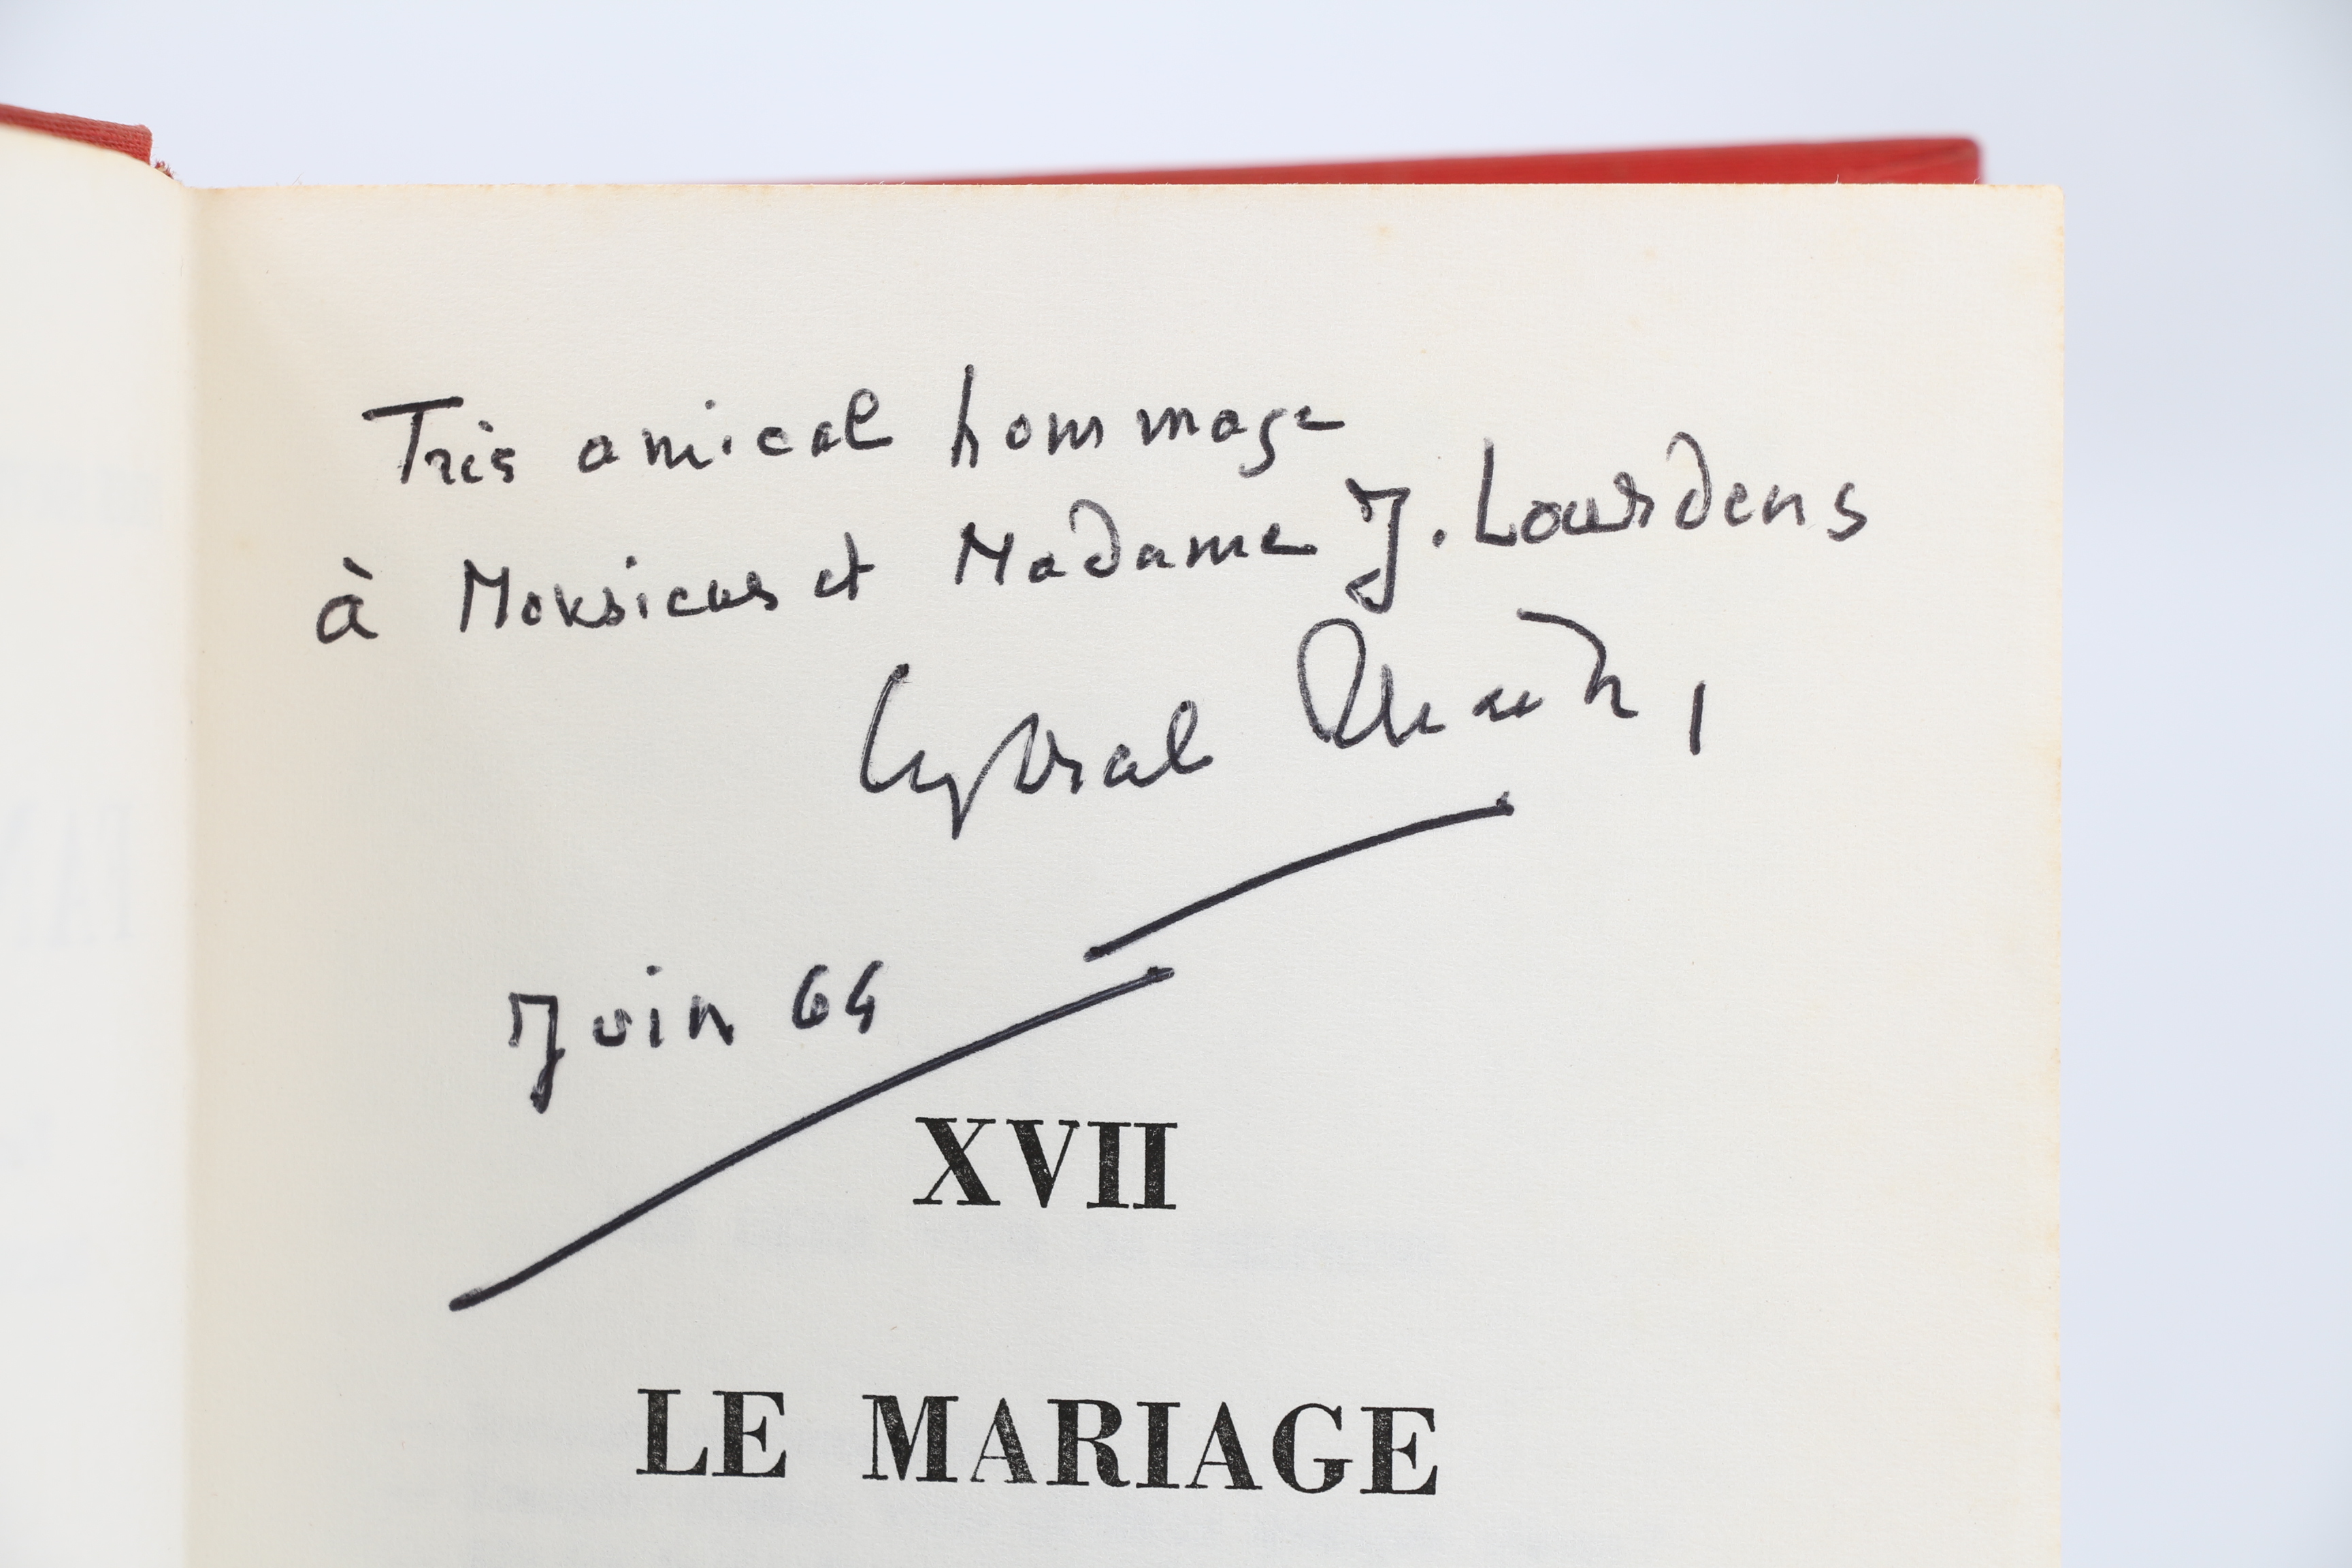 Très amical hommage
à Monsieur et Madame J. Lourdens
Juin 64
XVII
LE MARIAGE